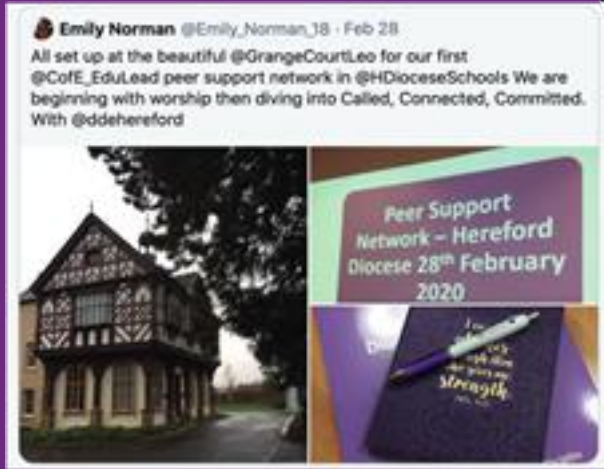 Emily Norman @Emily_Norman_18 · Feb 28
All set up at the beautiful @GrangeCourtLeo for our first
@CofE_EduLead peer support network in @HDioceseSchools We are
beginning with worship then diving into Called, Connected, Committed.
With @ddehereford
Peer Support
Network – Hereford
Diocese 28th February
2020
strength